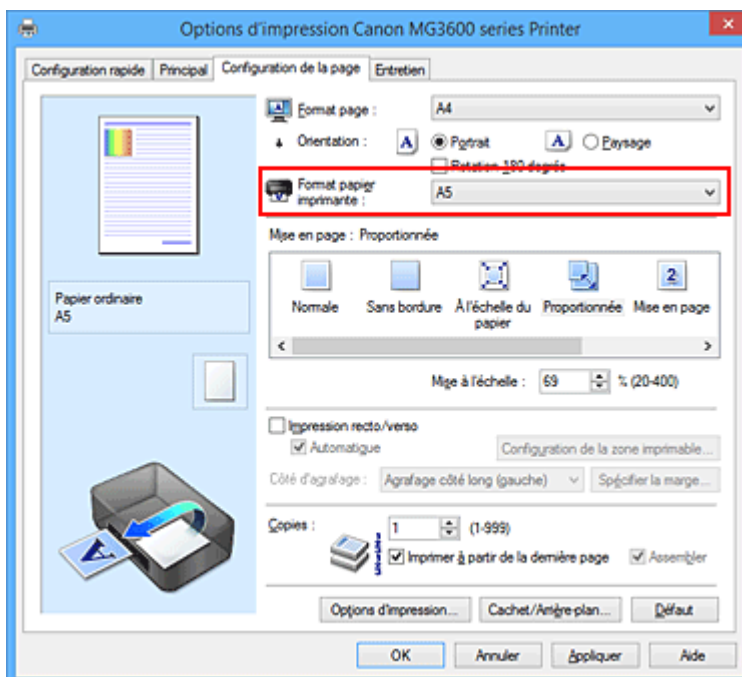 Options d'impression Canon MG3600 series Printer
Configuration rapide Principal Configuration de la page Entretien
Format page : A4
Orientation : A Portrait A Paysage
Rotation 180 degrés
Format papier imprimante : A5
Mise en page : Proportionnée
Normale Sans bordure À l'échelle du papier Proportionnée Mise en page
Papier ordinaire
A5
Mise à l'échelle : 69 % (20-400)
Impression recto/verso
Automatique Configuration de la zone imprimable...
Côté d'agrafage : Agrafage côté long (gauche) Spécifier la marge...
Copies : 1 (1-999)
Imprimer à partir de la dernière page Assembler
Options d'impression... Cachet/Arrière-plan... Défaut
OK Annuler Appliquer Aide